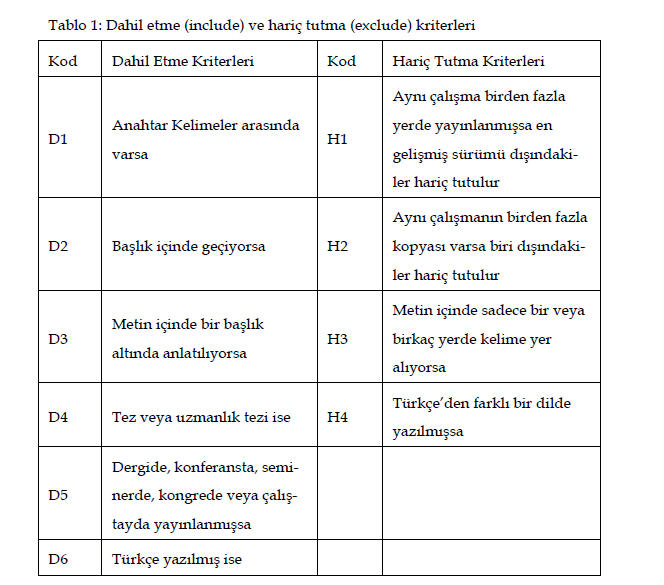 Tablo 1: Dahil etme (include) ve hariç tutma (exclude) kriterleri
Kod
Dahil Etme Kriterleri
Kod
Hariç Tutma Kriterleri
D1
Anahtar Kelimeler arasında
varsa
H1
Aynı çalışma birden fazla
yerde yayınlanmışsa en
gelişmiş sürümü dışındaki-
ler hariç tutulur
D2
Başlık içinde geçiyorsa
H2
Aynı çalışmanın birden fazla
kopyası varsa biri dışındaki-
ler hariç tutulur
D3
Metin içinde bir başlık
altında anlatılıyorsa
H3
Metin içinde sadece bir veya
birkaç yerde kelime yer
alıyorsa
D4
Tez veya uzmanlık tezi ise
H4
Türkçe’den farklı bir dilde
yazılmışsa
D5
Dergide, konferansta, semi-
nerde, kongrede veya çalış-
tayda yayınlanmışsa
D6
Türkçe yazılmış ise